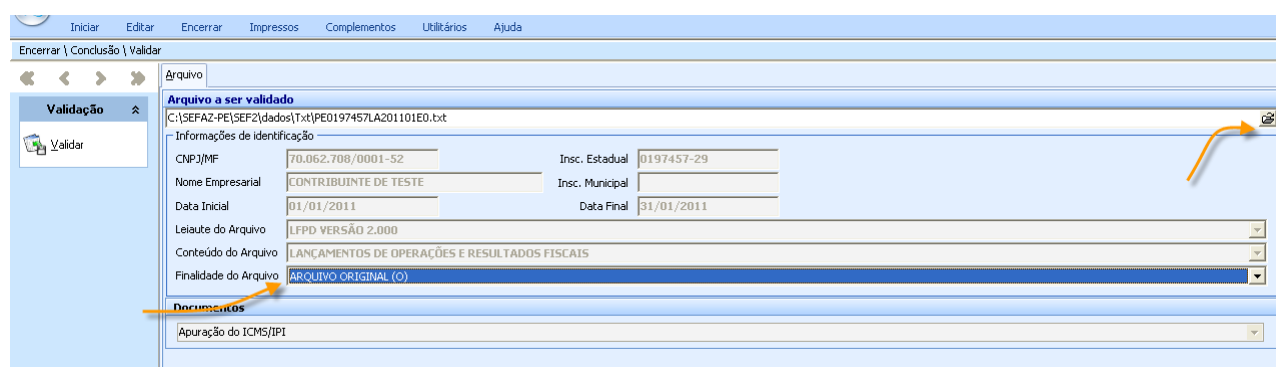 Iniciar Editar Encerrar Impressos Complementos Utilitários Ajuda
Encerrar \ Conclusão \ Validar
Arquivo
Validação
Validar
Arquivo a ser validado
C:\SEFAZ-PE\SEF2\dados\Txt\PE0197457LA201101E0.txt
Informações de identificação
CNPJ/MF 70.062.708/0001-52 Insc. Estadual 0197457-29
Nome Empresarial CONTRIBUINTE DE TESTE Insc. Municipal
Data Inicial 01/01/2011 Data Final 31/01/2011
Leiaute do Arquivo LFPD VERSÃO 2.000
Conteúdo do Arquivo LANÇAMENTOS DE OPERAÇÕES E RESULTADOS FISCAIS
Finalidade do Arquivo ARQUIVO ORIGINAL (O)
Documentos
Apuração do ICMS/IPI